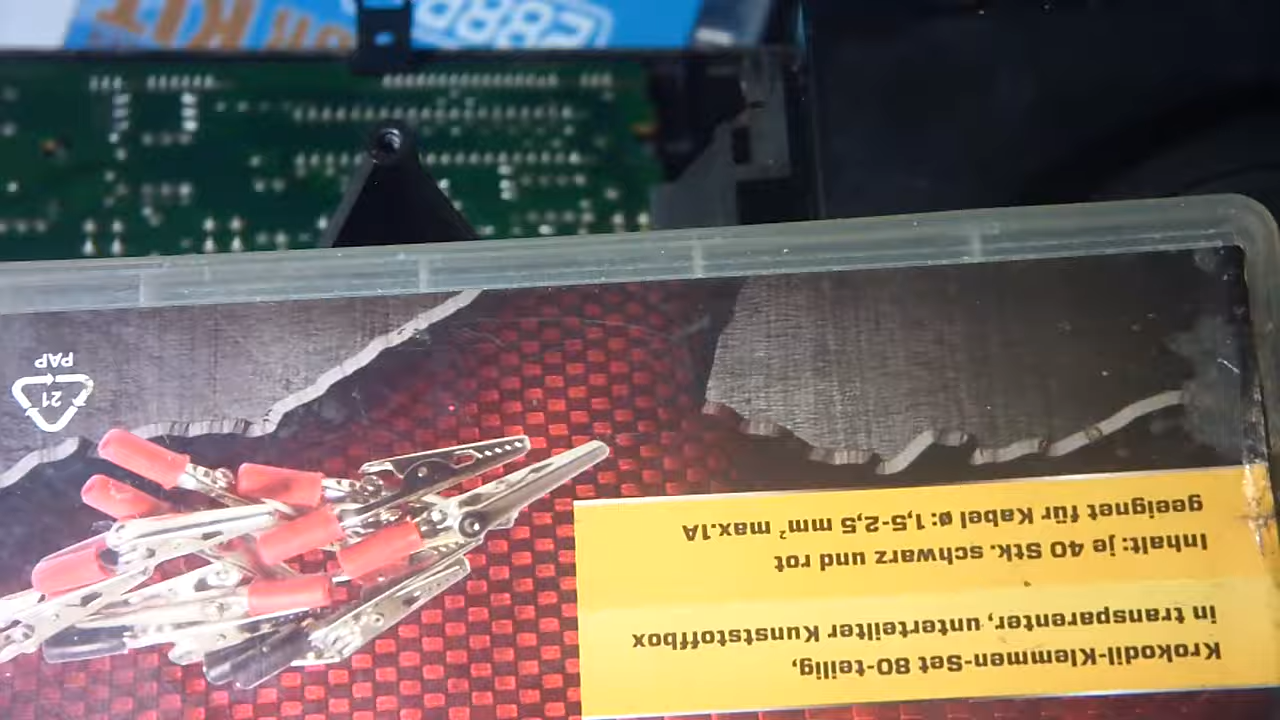 Krokodil-Klemmen-Set 80-teilig,
in transparenter, unterteilter Kunststoffbox
Inhalt: je 40 Stk. schwarz und rot
geeignet für Kabel ø: 1,5-2,5 mm² max.1A
21
PAP
KIT